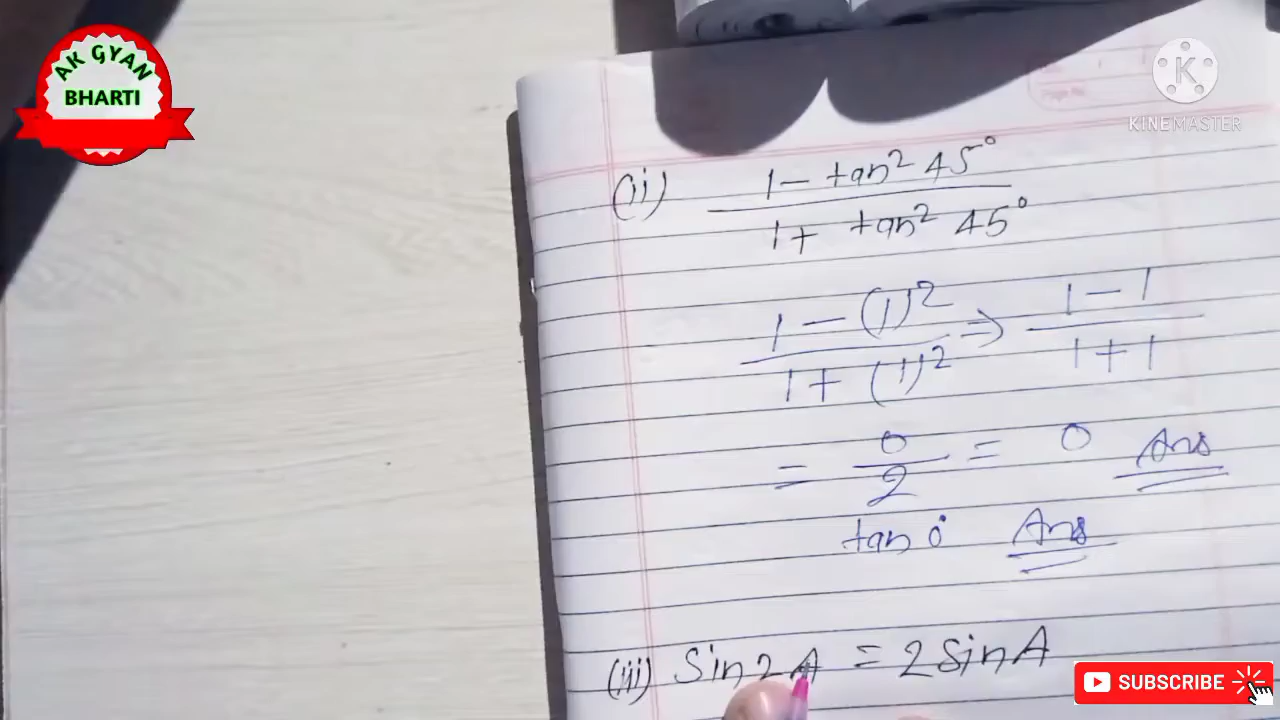 AK GYAN
BHARTI
KINEMASTER
(ii) 1 - tan² 45° / 1 + tan² 45°
1 - (1)² / 1 + (1)² ⇒ 1 - 1 / 1 + 1
= 0 / 2 = 0 Ans
tan 0° Ans
(iii) Sin 2A = 2 Sin A
SUBSCRIBE